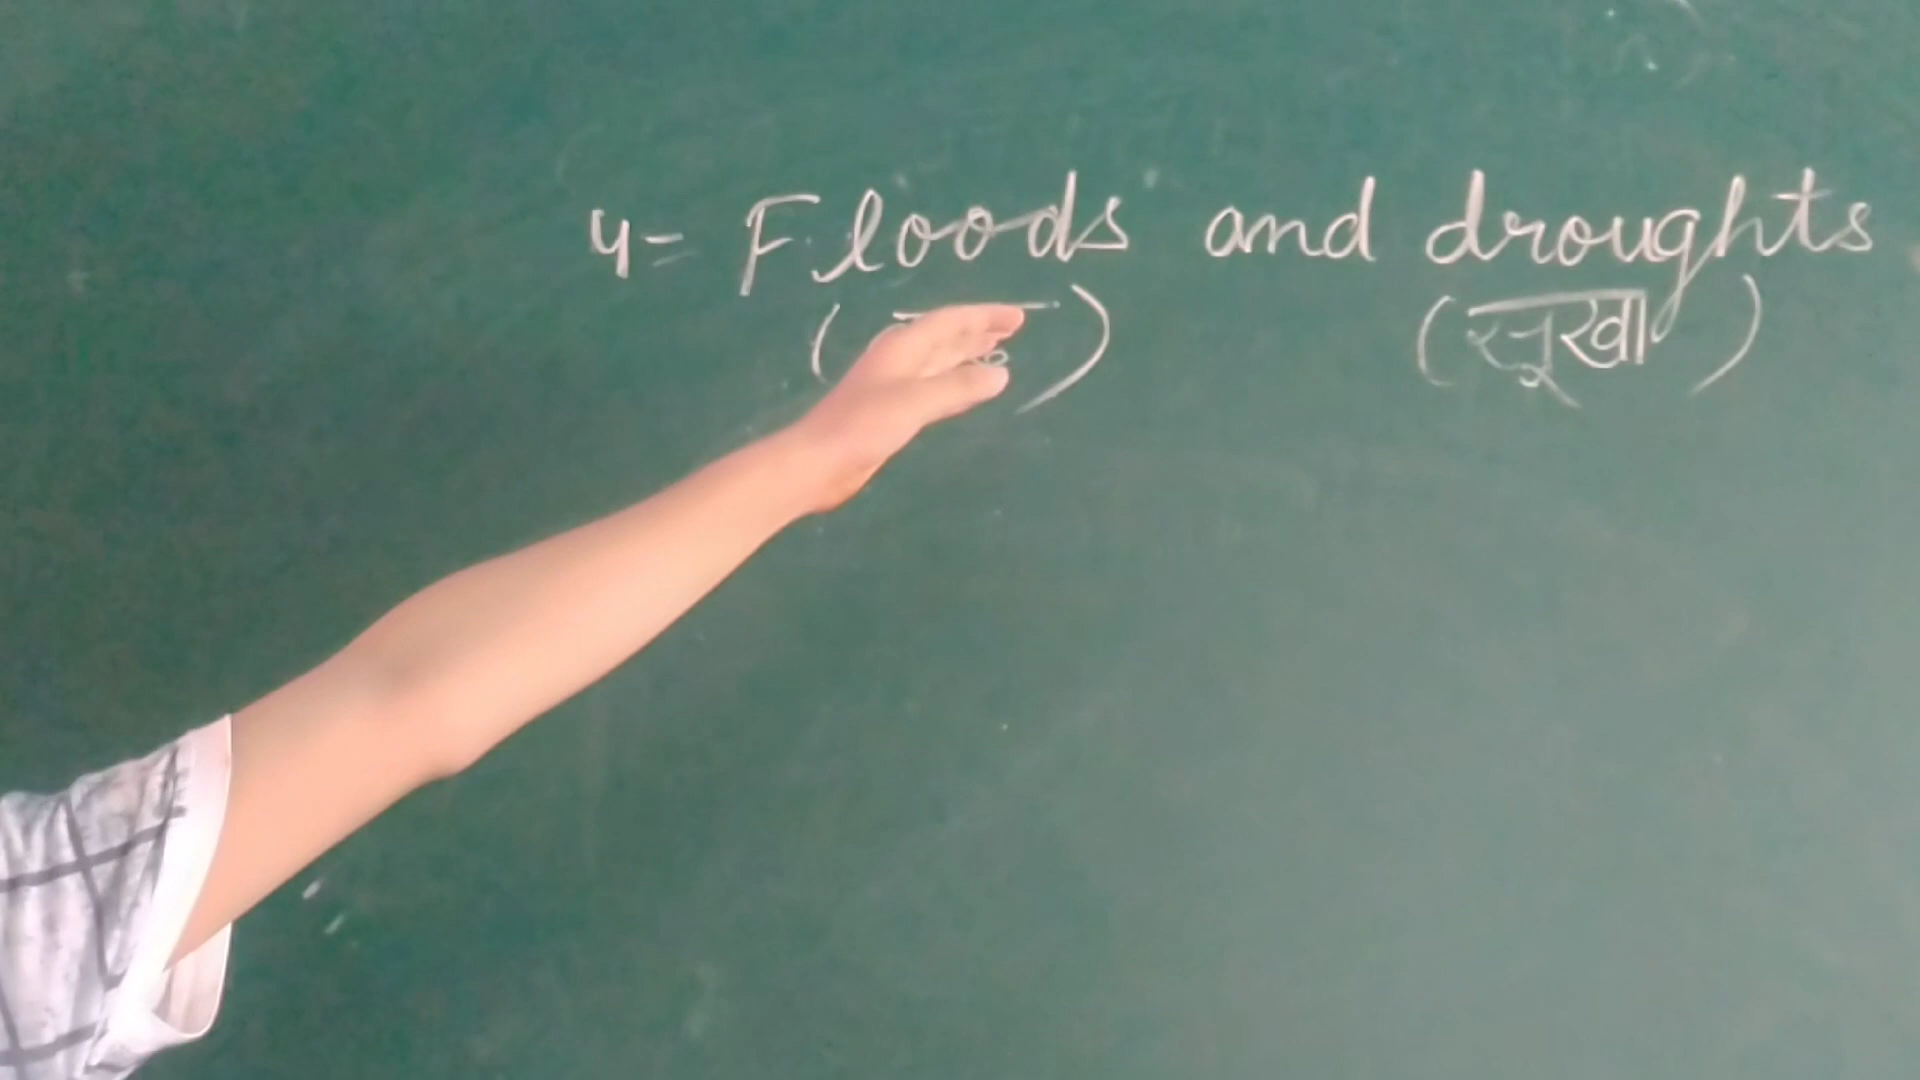 4= Floods and droughts
( ) (सूखा)